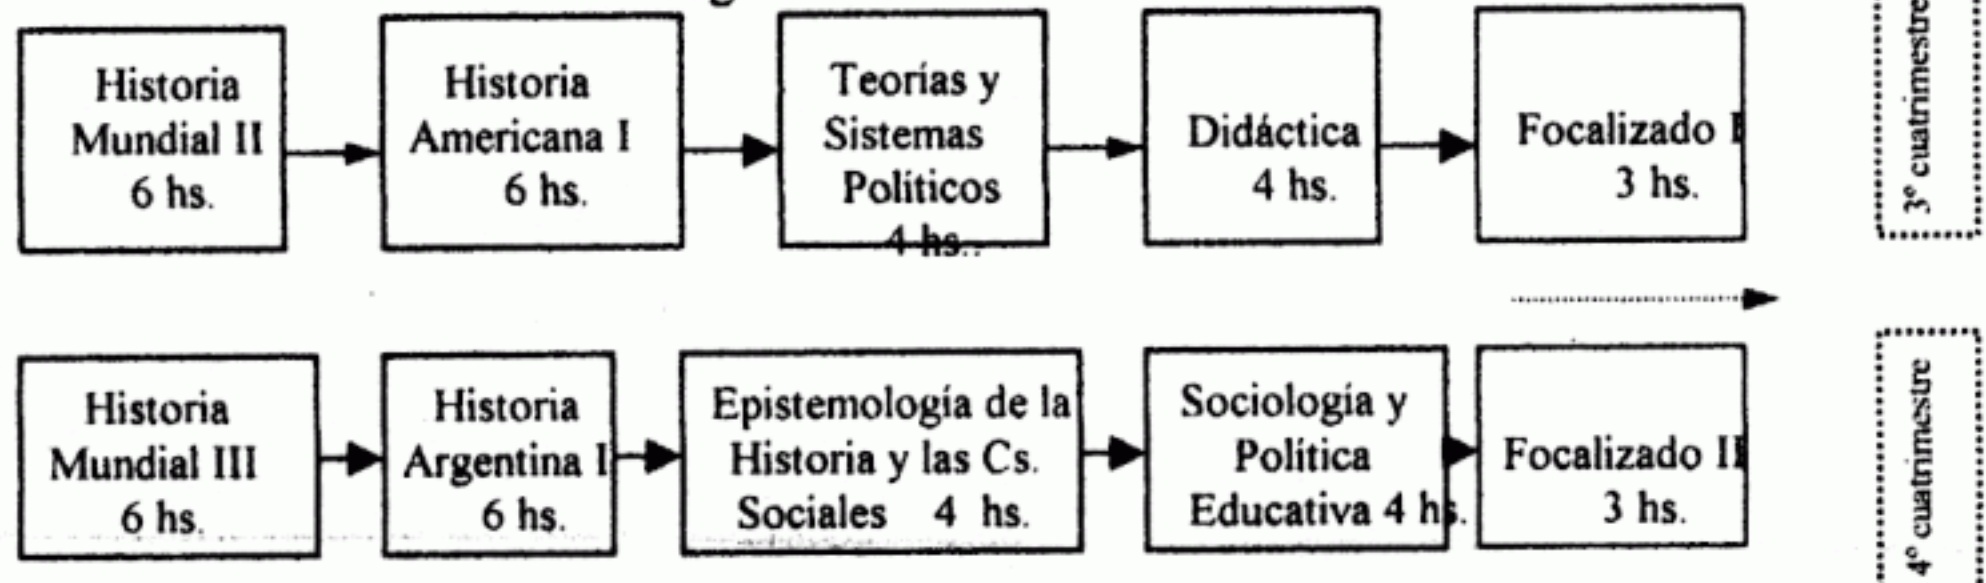 Historia
Mundial II
6 hs.
Historia
Americana I
6 hs.
Teorías y
Sistemas
Políticos
4 hs..
Didáctica
4 hs.
Focalizado I
3 hs.
3° cuatrimestre
Historia
Mundial III
6 hs.
Historia
Argentina I
6 hs.
Epistemología de la
Historia y las Cs.
Sociales 4 hs.
Sociología y
Política
Educativa 4 hs.
Focalizado II
3 hs.
4° cuatrimestre